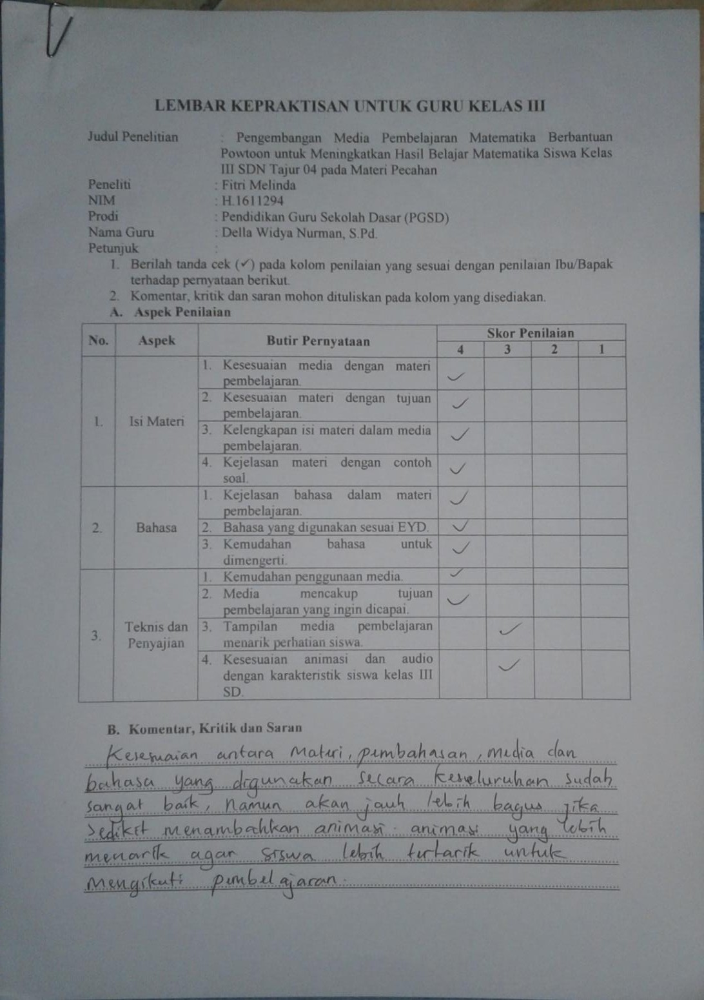 LEMBAR KEPRAKTISAN UNTUK GURU KELAS III
Judul Penelitian : Pengembangan Media Pembelajaran Matematika Berbantuan
Powtoon untuk Meningkatkan Hasil Belajar Matematika Siswa Kelas
III SDN Tajur 04 pada Materi Pecahan
Peneliti : Fitri Melinda
NIM : H.1611294
Prodi : Pendidikan Guru Sekolah Dasar (PGSD)
Nama Guru : Della Widya Nurman, S.Pd.
Petunjuk :
1. Berilah tanda cek (✓) pada kolom penilaian yang sesuai dengan penilaian Ibu/Bapak
terhadap pernyataan berikut.
2. Komentar, kritik dan saran mohon dituliskan pada kolom yang disediakan.
A. Aspek Penilaian
No. Aspek Butir Pernyataan Skor Penilaian
4 3 2 1
1. Isi Materi
1. Kesesuaian media dengan materi
pembelajaran. ✓
2. Kesesuaian materi dengan tujuan
pembelajaran. ✓
3. Kelengkapan isi materi dalam media
pembelajaran. ✓
4. Kejelasan materi dengan contoh
soal. ✓
2. Bahasa
1. Kejelasan bahasa dalam materi
pembelajaran. ✓
2. Bahasa yang digunakan sesuai EYD. ✓
3. Kemudahan bahasa untuk
dimengerti. ✓
3. Teknis dan
Penyajian
1. Kemudahan penggunaan media. ✓
2. Media mencakup tujuan
pembelajaran yang ingin dicapai. ✓
3. Tampilan media pembelajaran
menarik perhatian siswa. ✓
4. Kesesuaian animasi dan audio
dengan karakteristik siswa kelas III
SD. ✓
B. Komentar, Kritik dan Saran
Kesesuaian antara Materi, pembahasan, media dan
bahasa yang digunakan secara keseluruhan sudah
sangat baik, Namun akan jauh lebih bagus jika
sedikit menambahkan animasi-animasi yang lebih
menarik agar siswa lebih tertarik untuk
mengikuti pembelajaran.